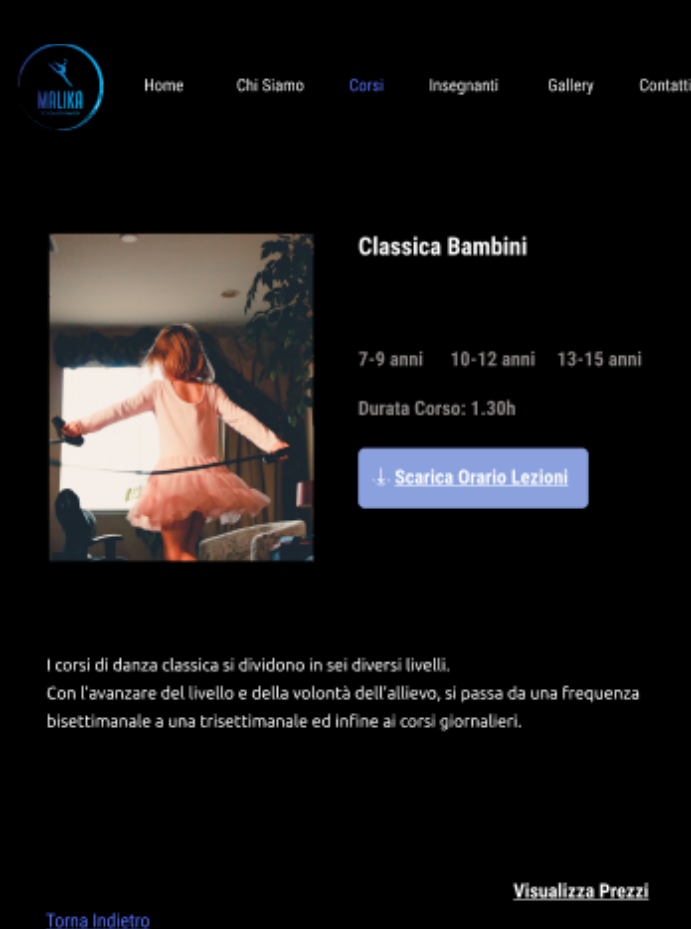 MALIKA
Home Chi Siamo Corsi Insegnanti Gallery Contatti
Classica Bambini
7-9 anni 10-12 anni 13-15 anni
Durata Corso: 1.30h
Scarica Orario Lezioni
I corsi di danza classica si dividono in sei diversi livelli.
Con l'avanzare del livello e della volontà dell'allievo, si passa da una frequenza
bisettimanale a una trisettimanale ed infine ai corsi giornalieri.
Visualizza Prezzi
Torna Indietro